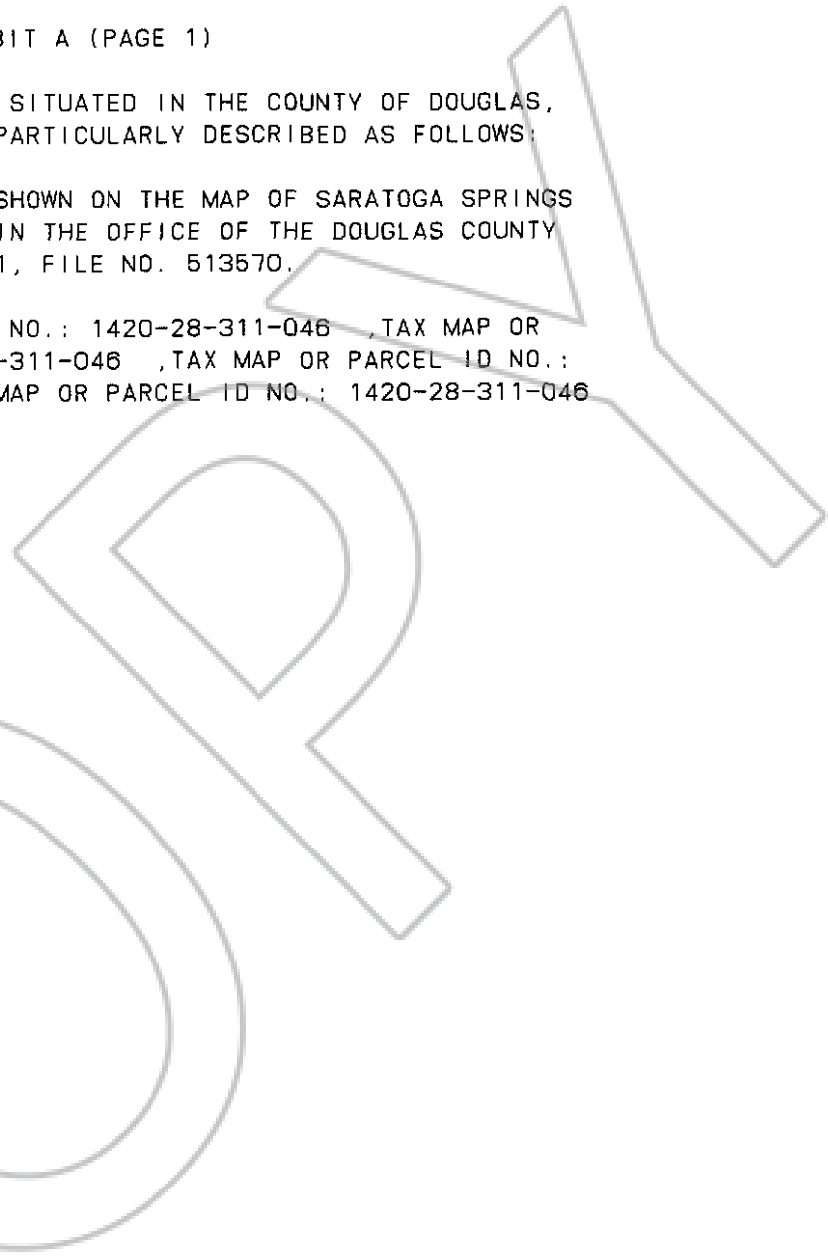 BIT A (PAGE 1)
SITUATED IN THE COUNTY OF DOUGLAS,
PARTICULARLY DESCRIBED AS FOLLOWS:
SHOWN ON THE MAP OF SARATOGA SPRINGS
IN THE OFFICE OF THE DOUGLAS COUNTY
1, FILE NO. 513570.
NO.: 1420-28-311-046 ,TAX MAP OR
-311-046 ,TAX MAP OR PARCEL ID NO.:
MAP OR PARCEL ID NO.: 1420-28-311-046
OPY